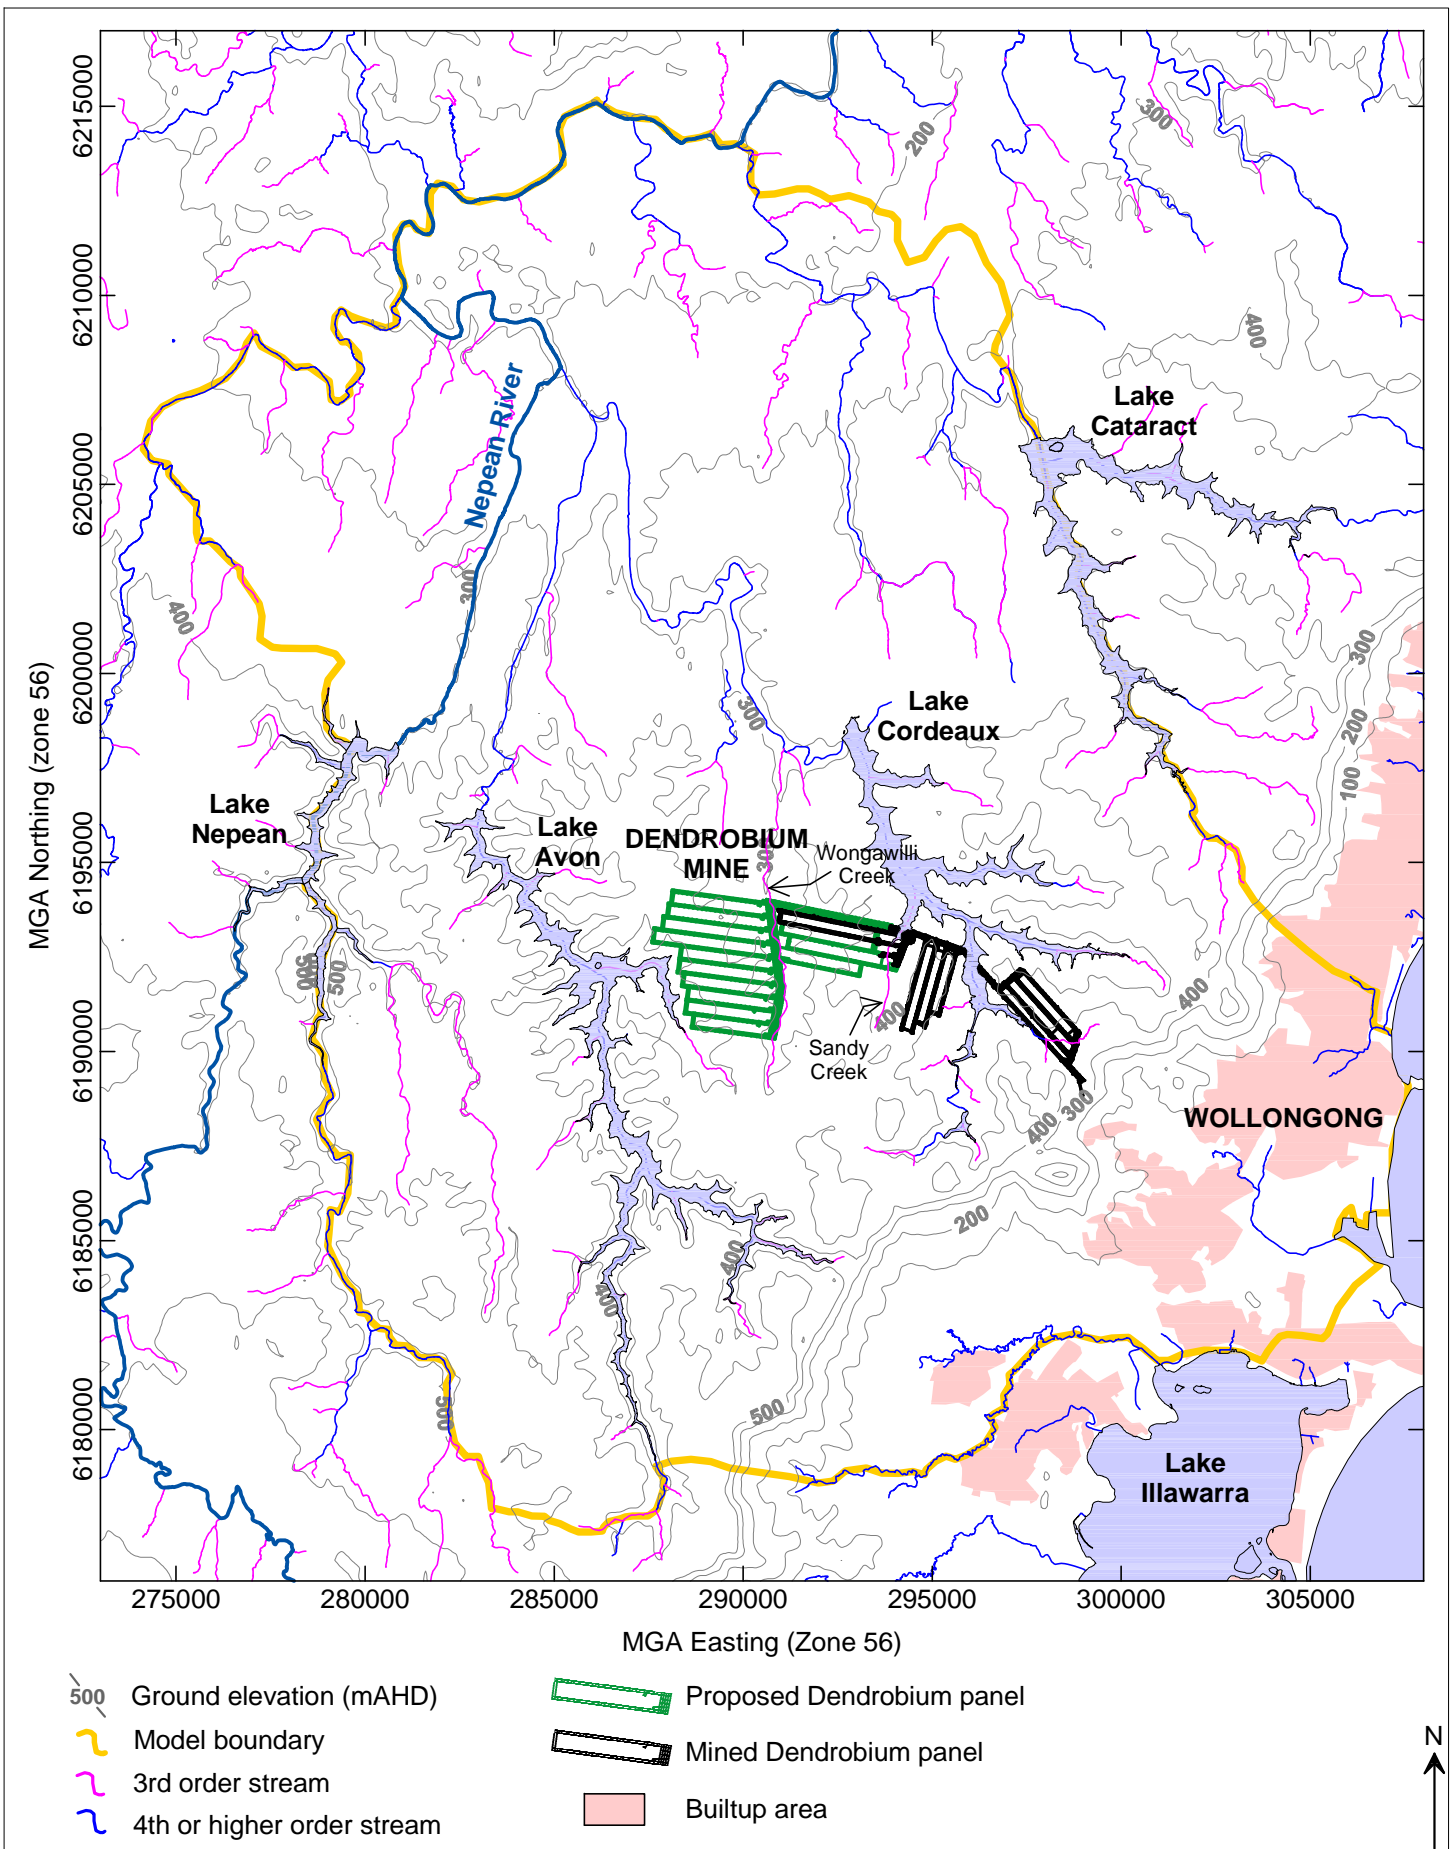 6215000
6210000
6205000
6200000
6195000
6190000
6185000
6180000
MGA Northing (zone 56)
300
200
400
Lake
Cataract
Nepean River
300
400
300
200
100
Lake
Cordeaux
300
Lake
Nepean
Lake
Avon
DENDROBIUM
MINE
300
Wongawilli
Creek
500
400
400
Sandy
Creek
300
400
WOLLONGONG
200
400
400
500
500
Lake
Illawarra
275000
280000
285000
290000
295000
300000
305000
MGA Easting (Zone 56)
500 Ground elevation (mAHD)
Model boundary
3rd order stream
4th or higher order stream
Proposed Dendrobium panel
Mined Dendrobium panel
Builtup area
N